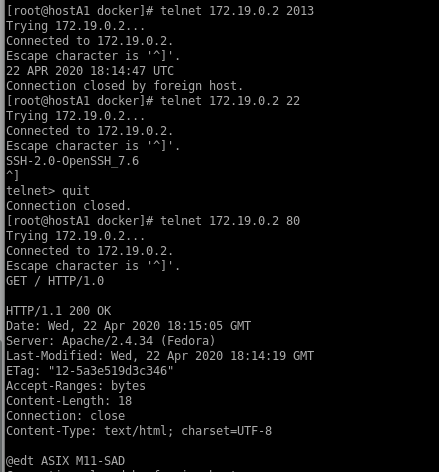 [root@hostA1 docker]# telnet 172.19.0.2 2013
Trying 172.19.0.2...
Connected to 172.19.0.2.
Escape character is '^]'.
22 APR 2020 18:14:47 UTC
Connection closed by foreign host.
[root@hostA1 docker]# telnet 172.19.0.2 22
Trying 172.19.0.2...
Connected to 172.19.0.2.
Escape character is '^]'.
SSH-2.0-OpenSSH_7.6
^]
telnet> quit
Connection closed.
[root@hostA1 docker]# telnet 172.19.0.2 80
Trying 172.19.0.2...
Connected to 172.19.0.2.
Escape character is '^]'.
GET / HTTP/1.0

HTTP/1.1 200 OK
Date: Wed, 22 Apr 2020 18:15:05 GMT
Server: Apache/2.4.34 (Fedora)
Last-Modified: Wed, 22 Apr 2020 18:14:19 GMT
ETag: "12-5a3e519d3c346"
Accept-Ranges: bytes
Content-Length: 18
Connection: close
Content-Type: text/html; charset=UTF-8

@edt ASIX M11-SAD